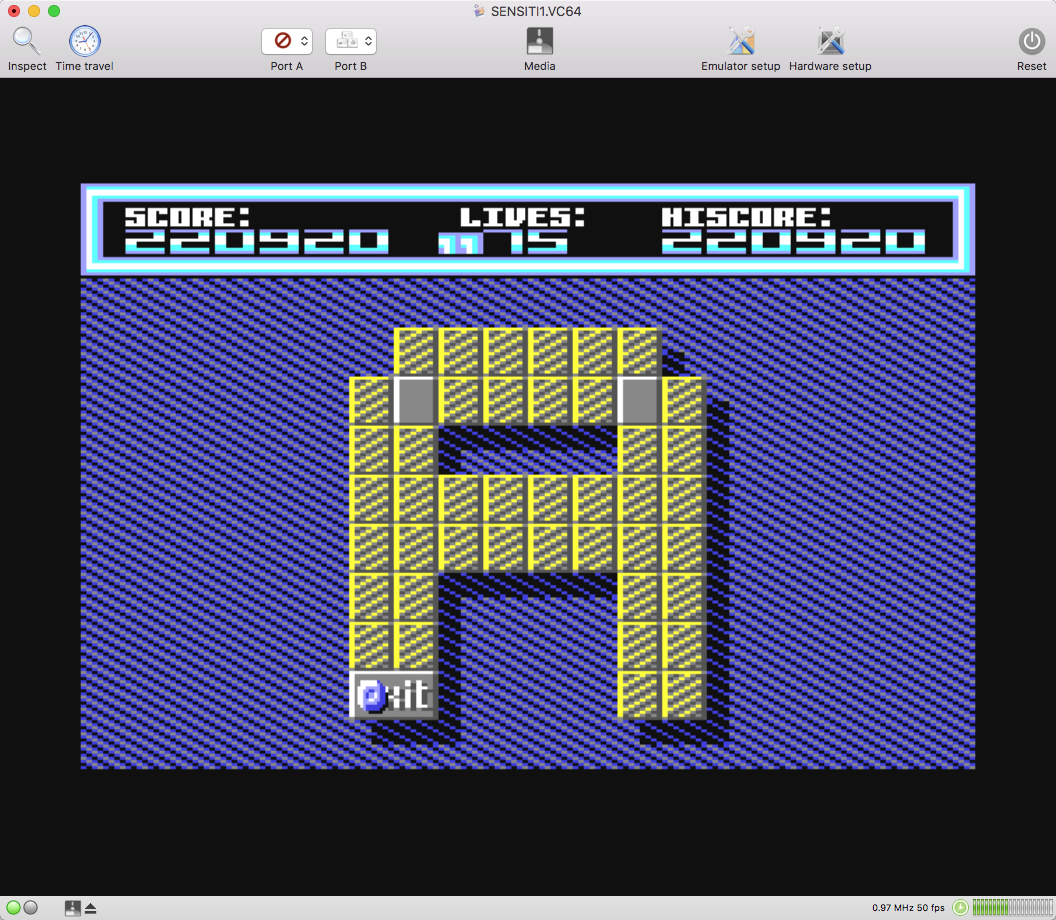 SENSITI1.VC64
Inspect Time travel Port A Port B Media Emulator setup Hardware setup Reset
SCORE: LIVES: HISCORE:
220920 75 220920
Exit
0.97 MHz 50 fps